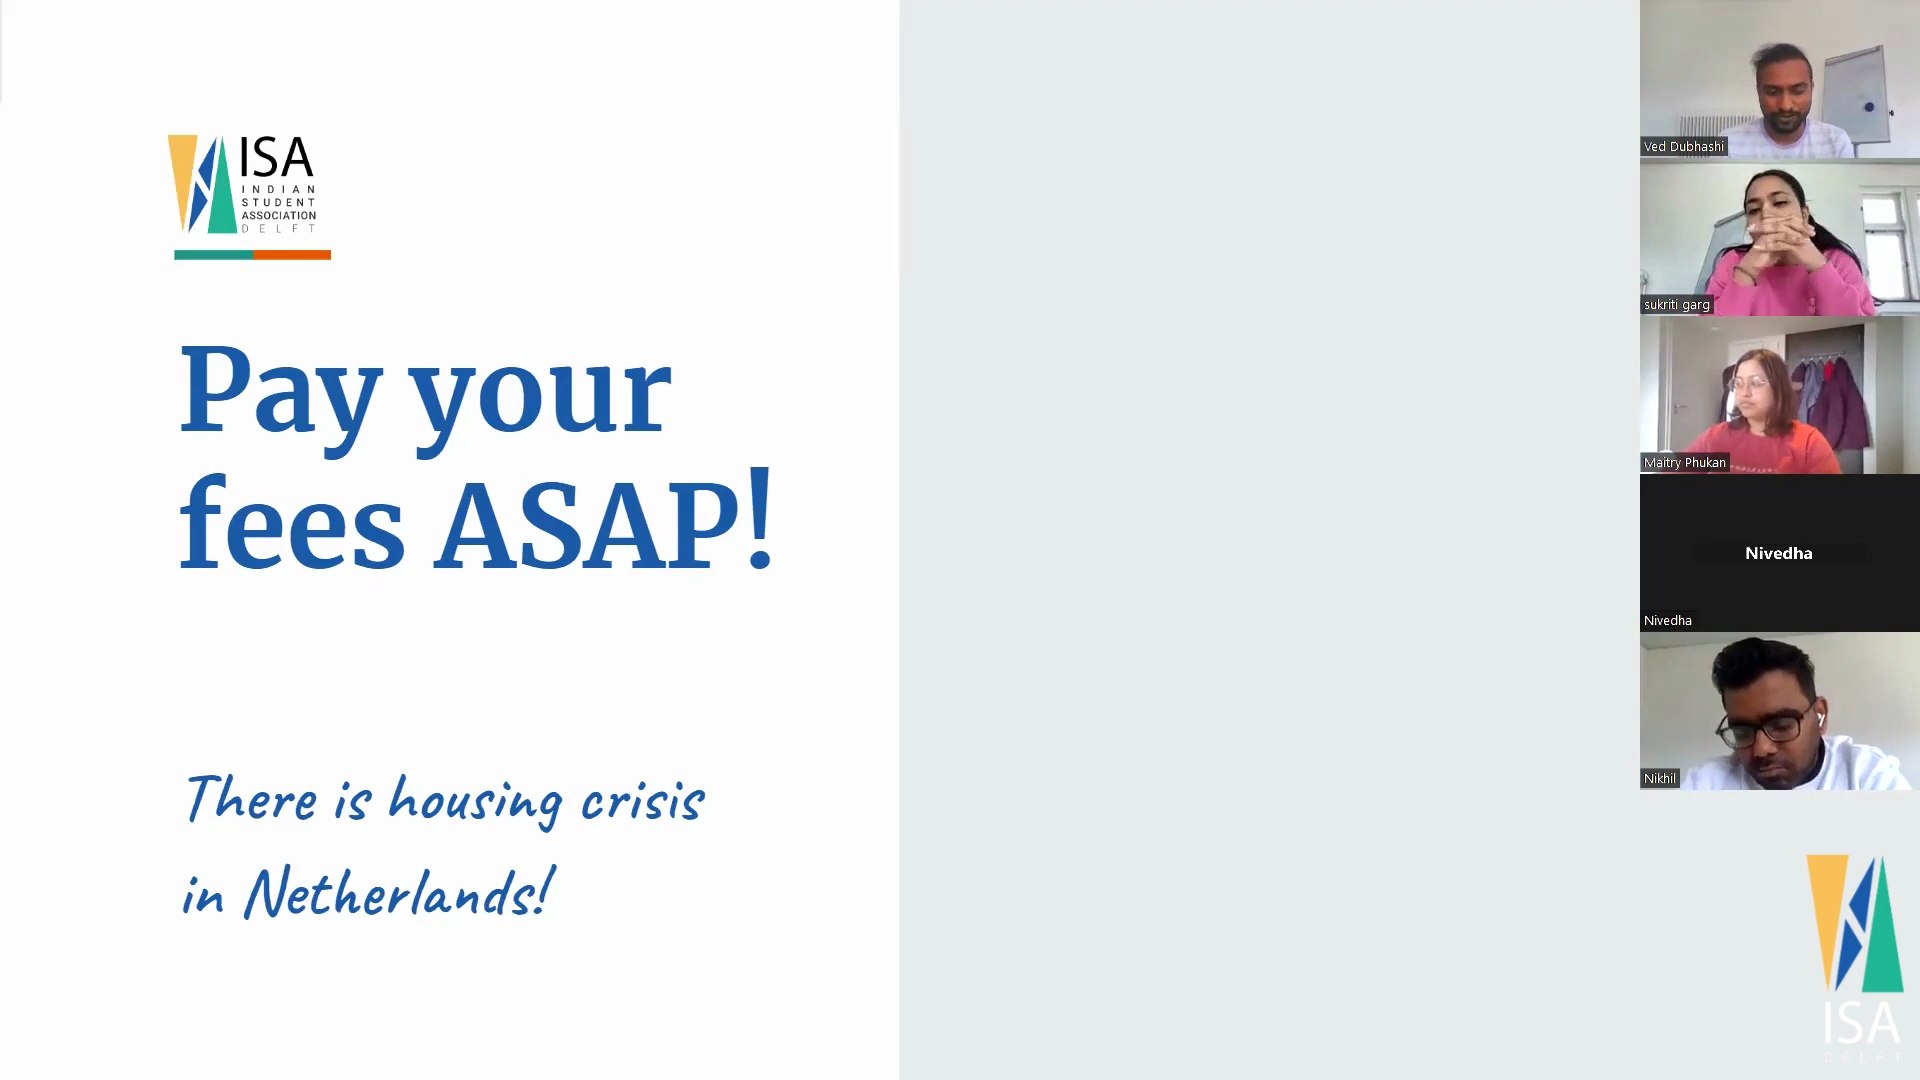 ISA
INDIAN
STUDENT
ASSOCIATION
DELFT
Pay your
fees ASAP!
There is housing crisis
in Netherlands!
Ved Dubhashi
sukriti garg
Maitry Phukan
Nivedha
Nivedha
Nikhil
ISA
DELFT